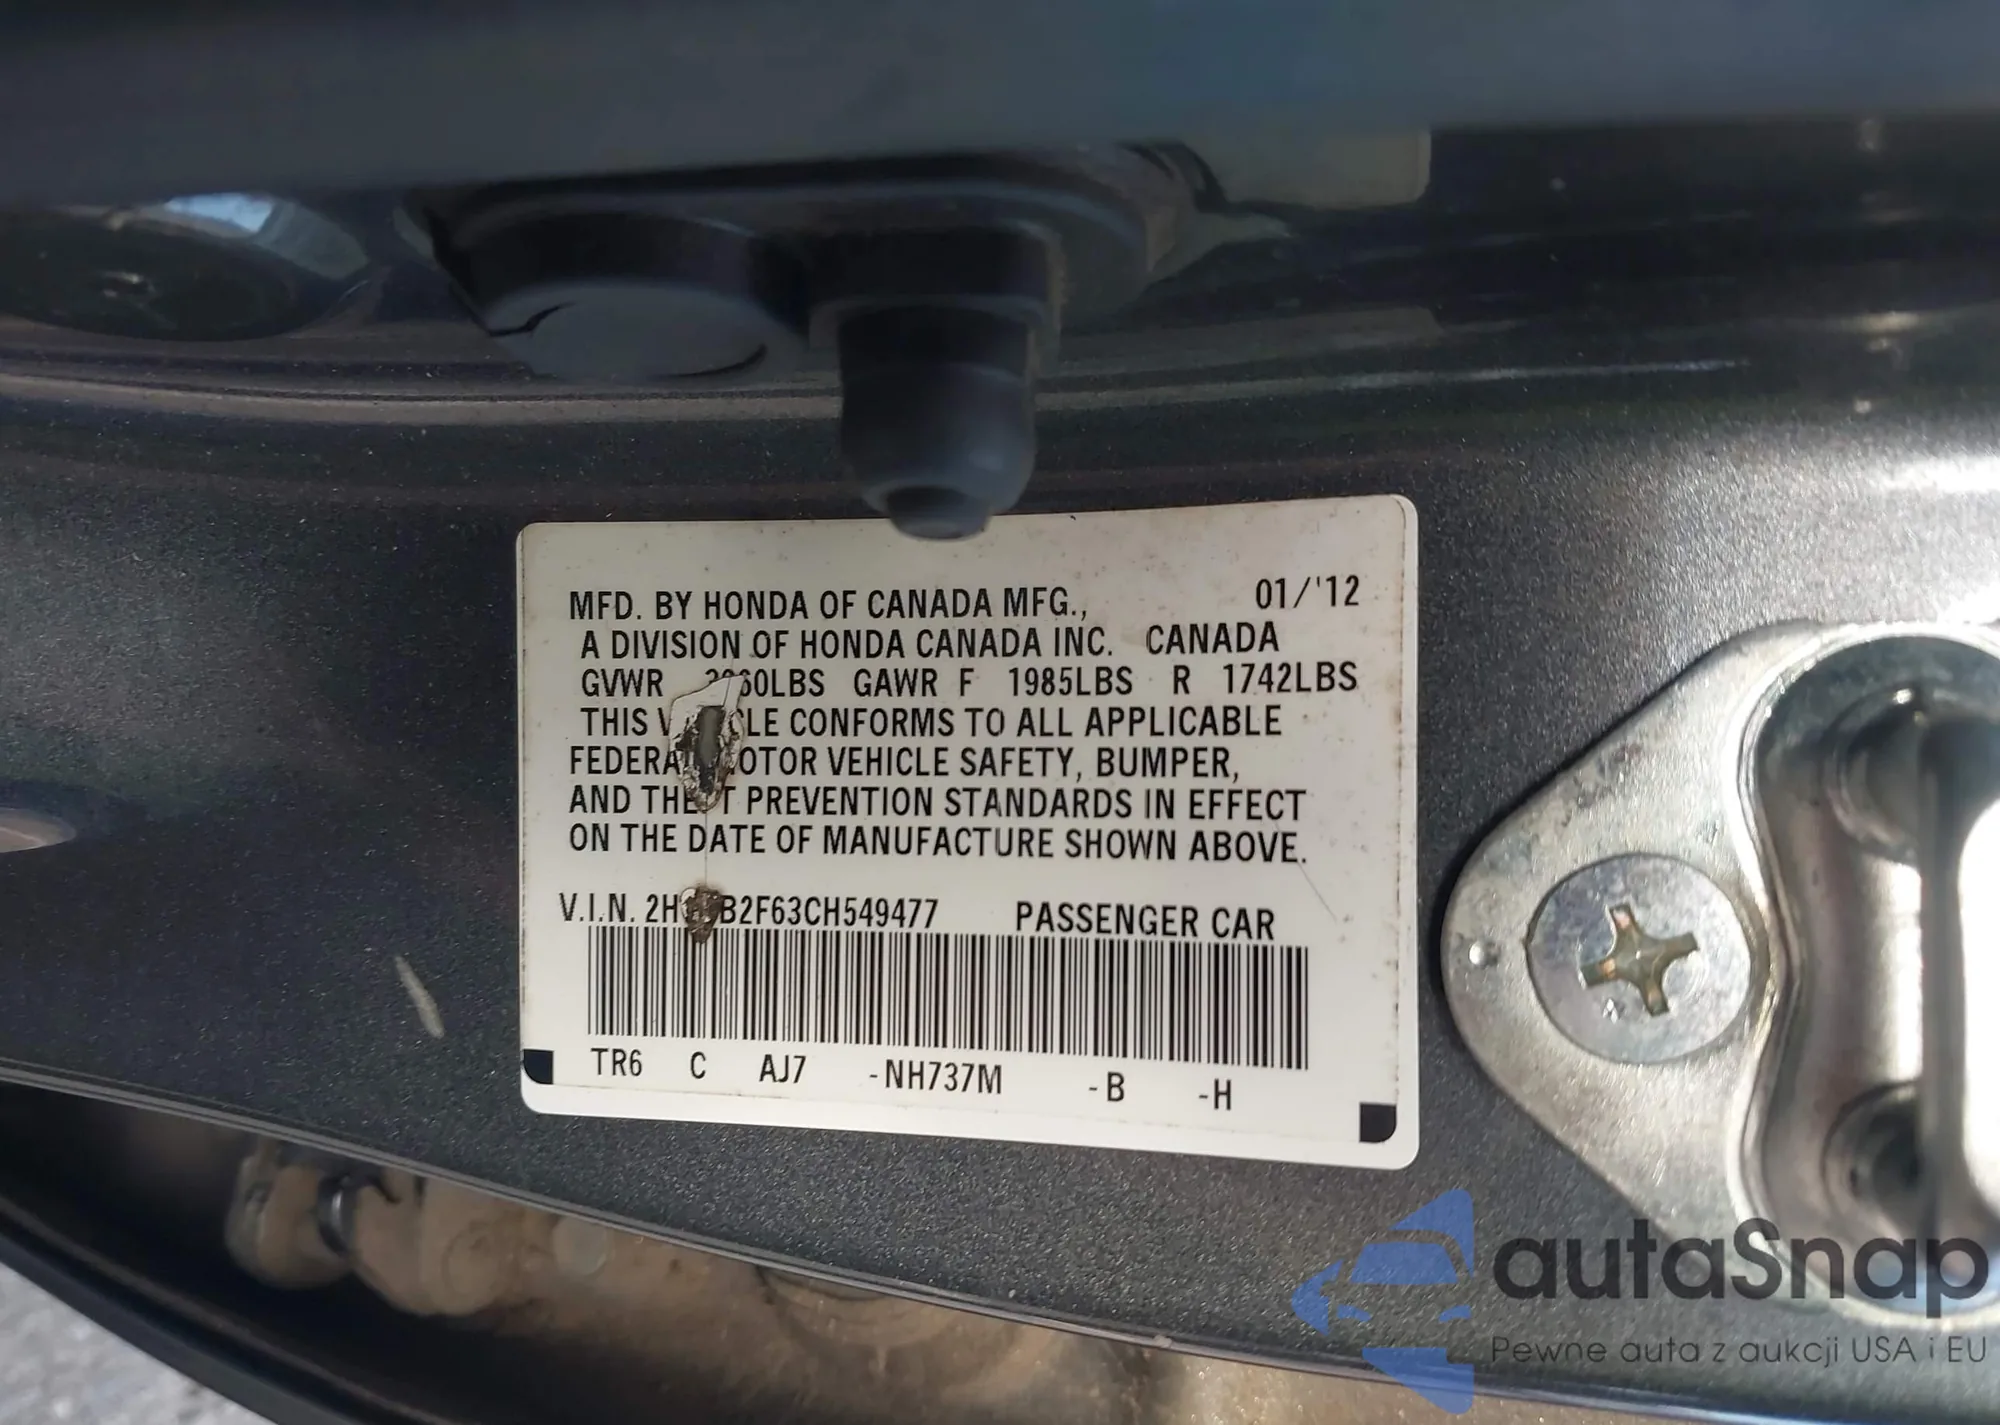 MFD. BY HONDA OF CANADA MFG., 01/'12
A DIVISION OF HONDA CANADA INC. CANADA
GVWR GAWR F 1985LBS R 1742LBS
THIS CONFORMS TO ALL APPLICABLE
VEHICLE SAFETY, BUMPER,
AND PREVENTION STANDARDS IN EFFECT
ON THE DATE OF MANUFACTURE SHOWN ABOVE.
V.I.N. PASSENGER CAR
TR6 C AJ7 -NH737M -B -H
autaSnap
Pewne auta z aukcji USA i EU